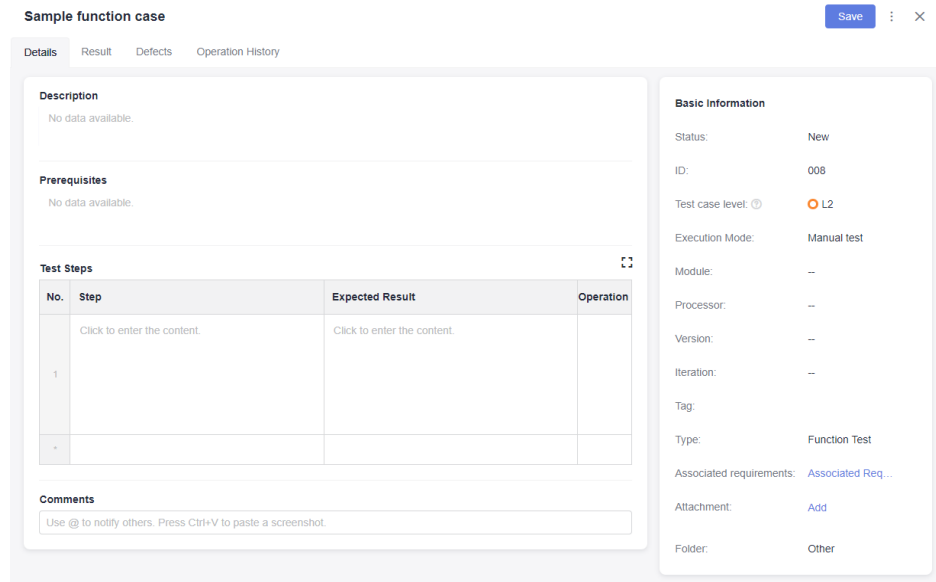 Sample function case
Save
Details Result Defects Operation History
Description
No data available.
Prerequisites
No data available.
Test Steps
No. Step Expected Result Operation
Click to enter the content. Click to enter the content.
1
*
Comments
Use @ to notify others. Press Ctrl+V to paste a screenshot.
Basic Information
Status: New
ID: 008
Test case level: ? L2
Execution Mode: Manual test
Module: --
Processor: --
Version: --
Iteration: --
Tag:
Type: Function Test
Associated requirements: Associated Req...
Attachment: Add
Folder: Other